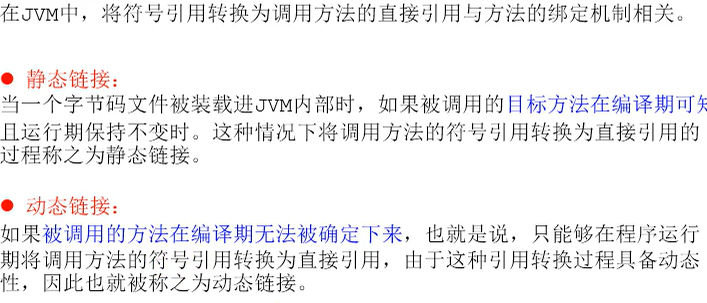 在JVM中，将符号引用转换为调用方法的直接引用与方法的绑定机制相关。
● 静态链接：
当一个字节码文件被装载进JVM内部时，如果被调用的目标方法在编译期可知
且运行期保持不变时。这种情况下将调用方法的符号引用转换为直接引用的
过程称之为静态链接。
● 动态链接：
如果被调用的方法在编译期无法被确定下来，也就是说，只能够在程序运行
期将调用方法的符号引用转换为直接引用，由于这种引用转换过程具备动态
性，因此也就被称之为动态链接。